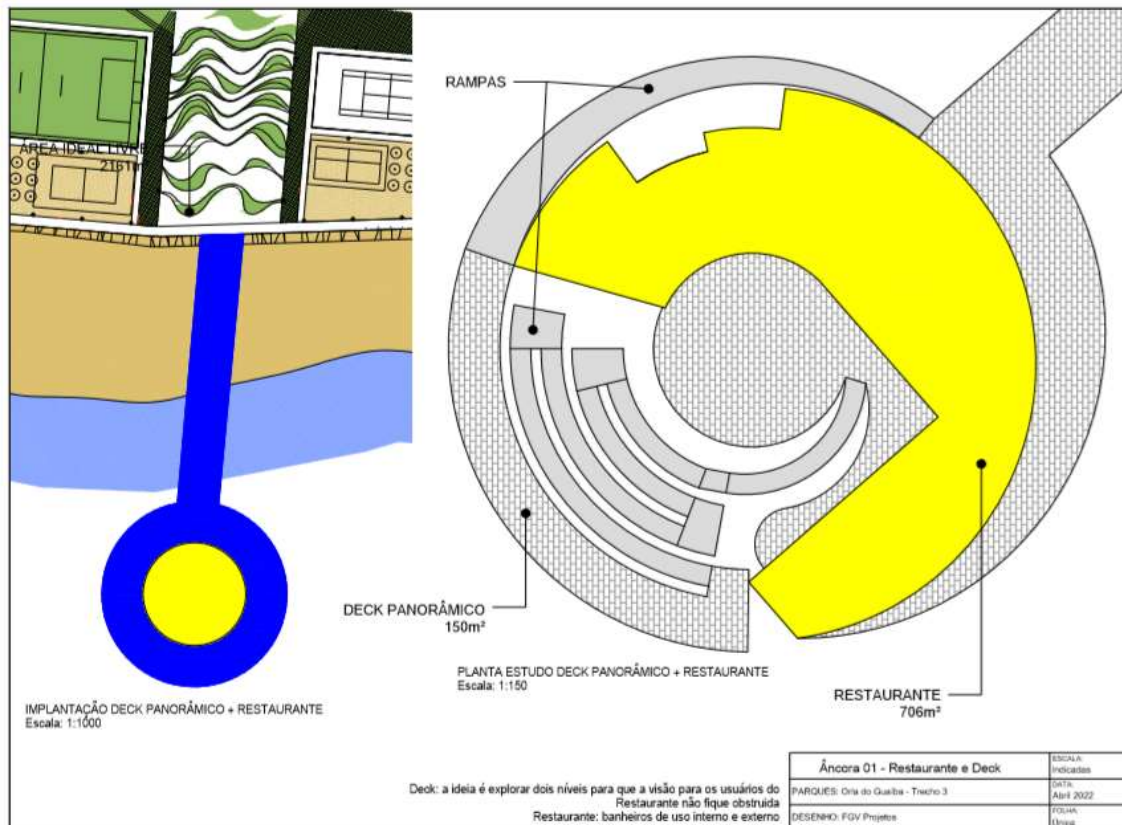 RAMPAS
ÁREA IDEAL LIVRE
2161m²
DECK PANORÂMICO
150m²
PLANTA ESTUDO DECK PANORÂMICO + RESTAURANTE
Escala: 1:150
RESTAURANTE
706m²
IMPLANTAÇÃO DECK PANORÂMICO + RESTAURANTE
Escala: 1:1000
Deck: a ideia é explorar dois níveis para que a visão para os usuários do
Restaurante não fique obstruida
Restaurante: banheiros de uso interno e externo
Âncora 01 - Restaurante e Deck
ESCALA:
Indicadas
PARQUES: Orla do Guaíba - Trecho 3
DATA:
Abril 2022
DESENHO: FGV Projetos
FOLHA:
Única